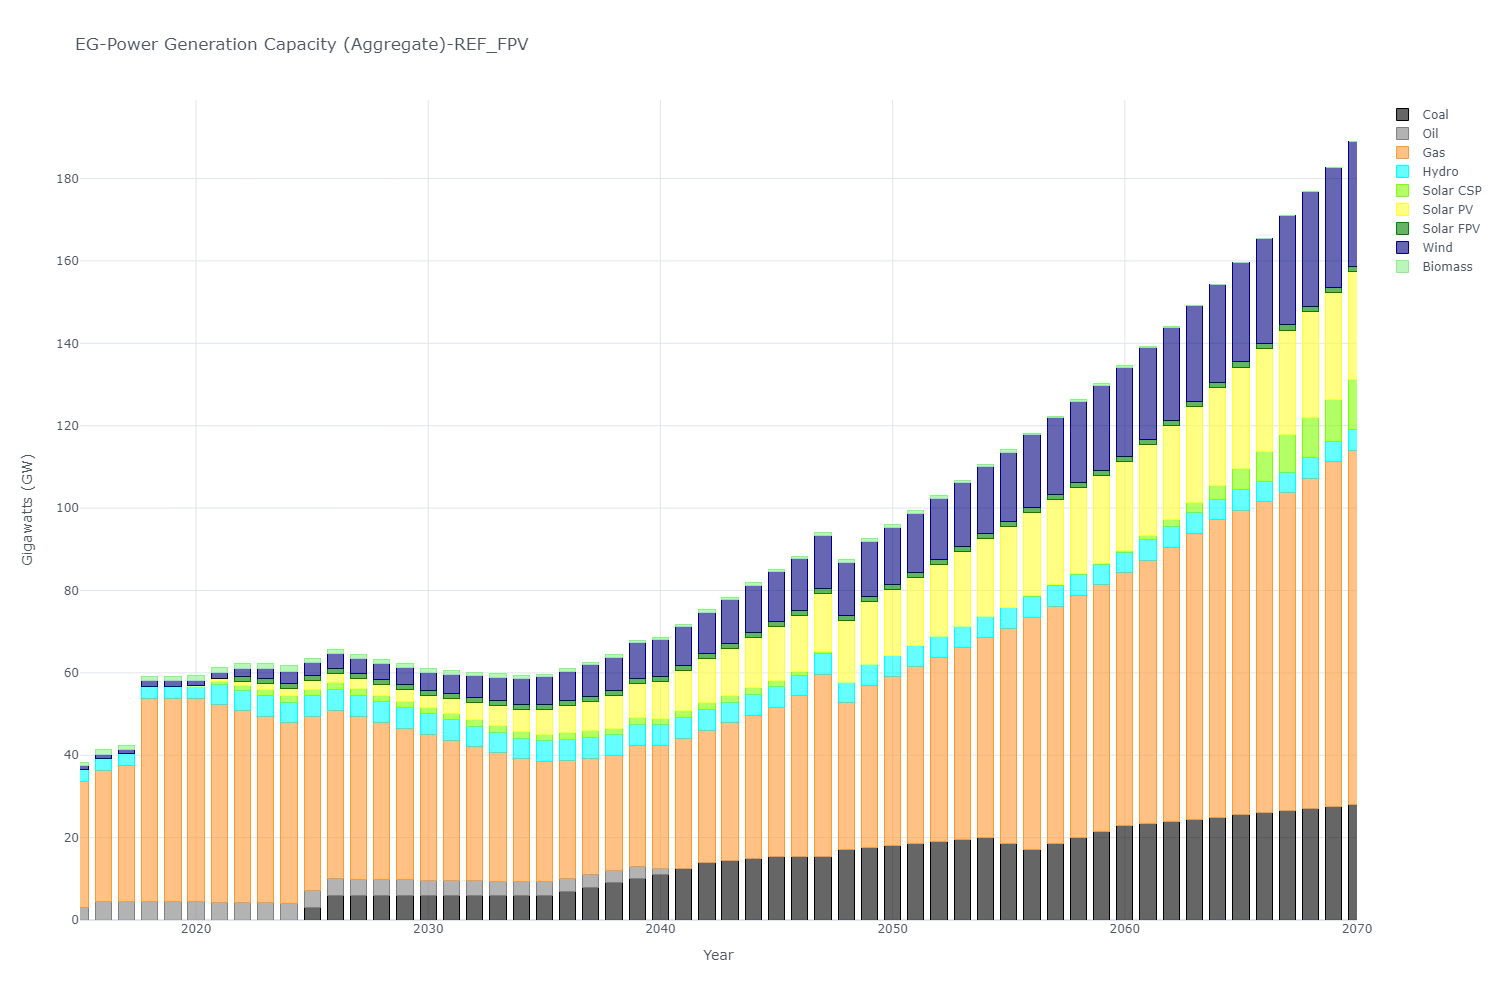 EG-Power Generation Capacity (Aggregate)-REF_FPV
Coal
Oil
Gas
Hydro
Solar CSP
Solar PV
Solar FPV
Wind
Biomass
180
160
140
120
100
80
60
40
20
0
Gigawatts (GW)
2020
2030
2040
2050
2060
2070
Year